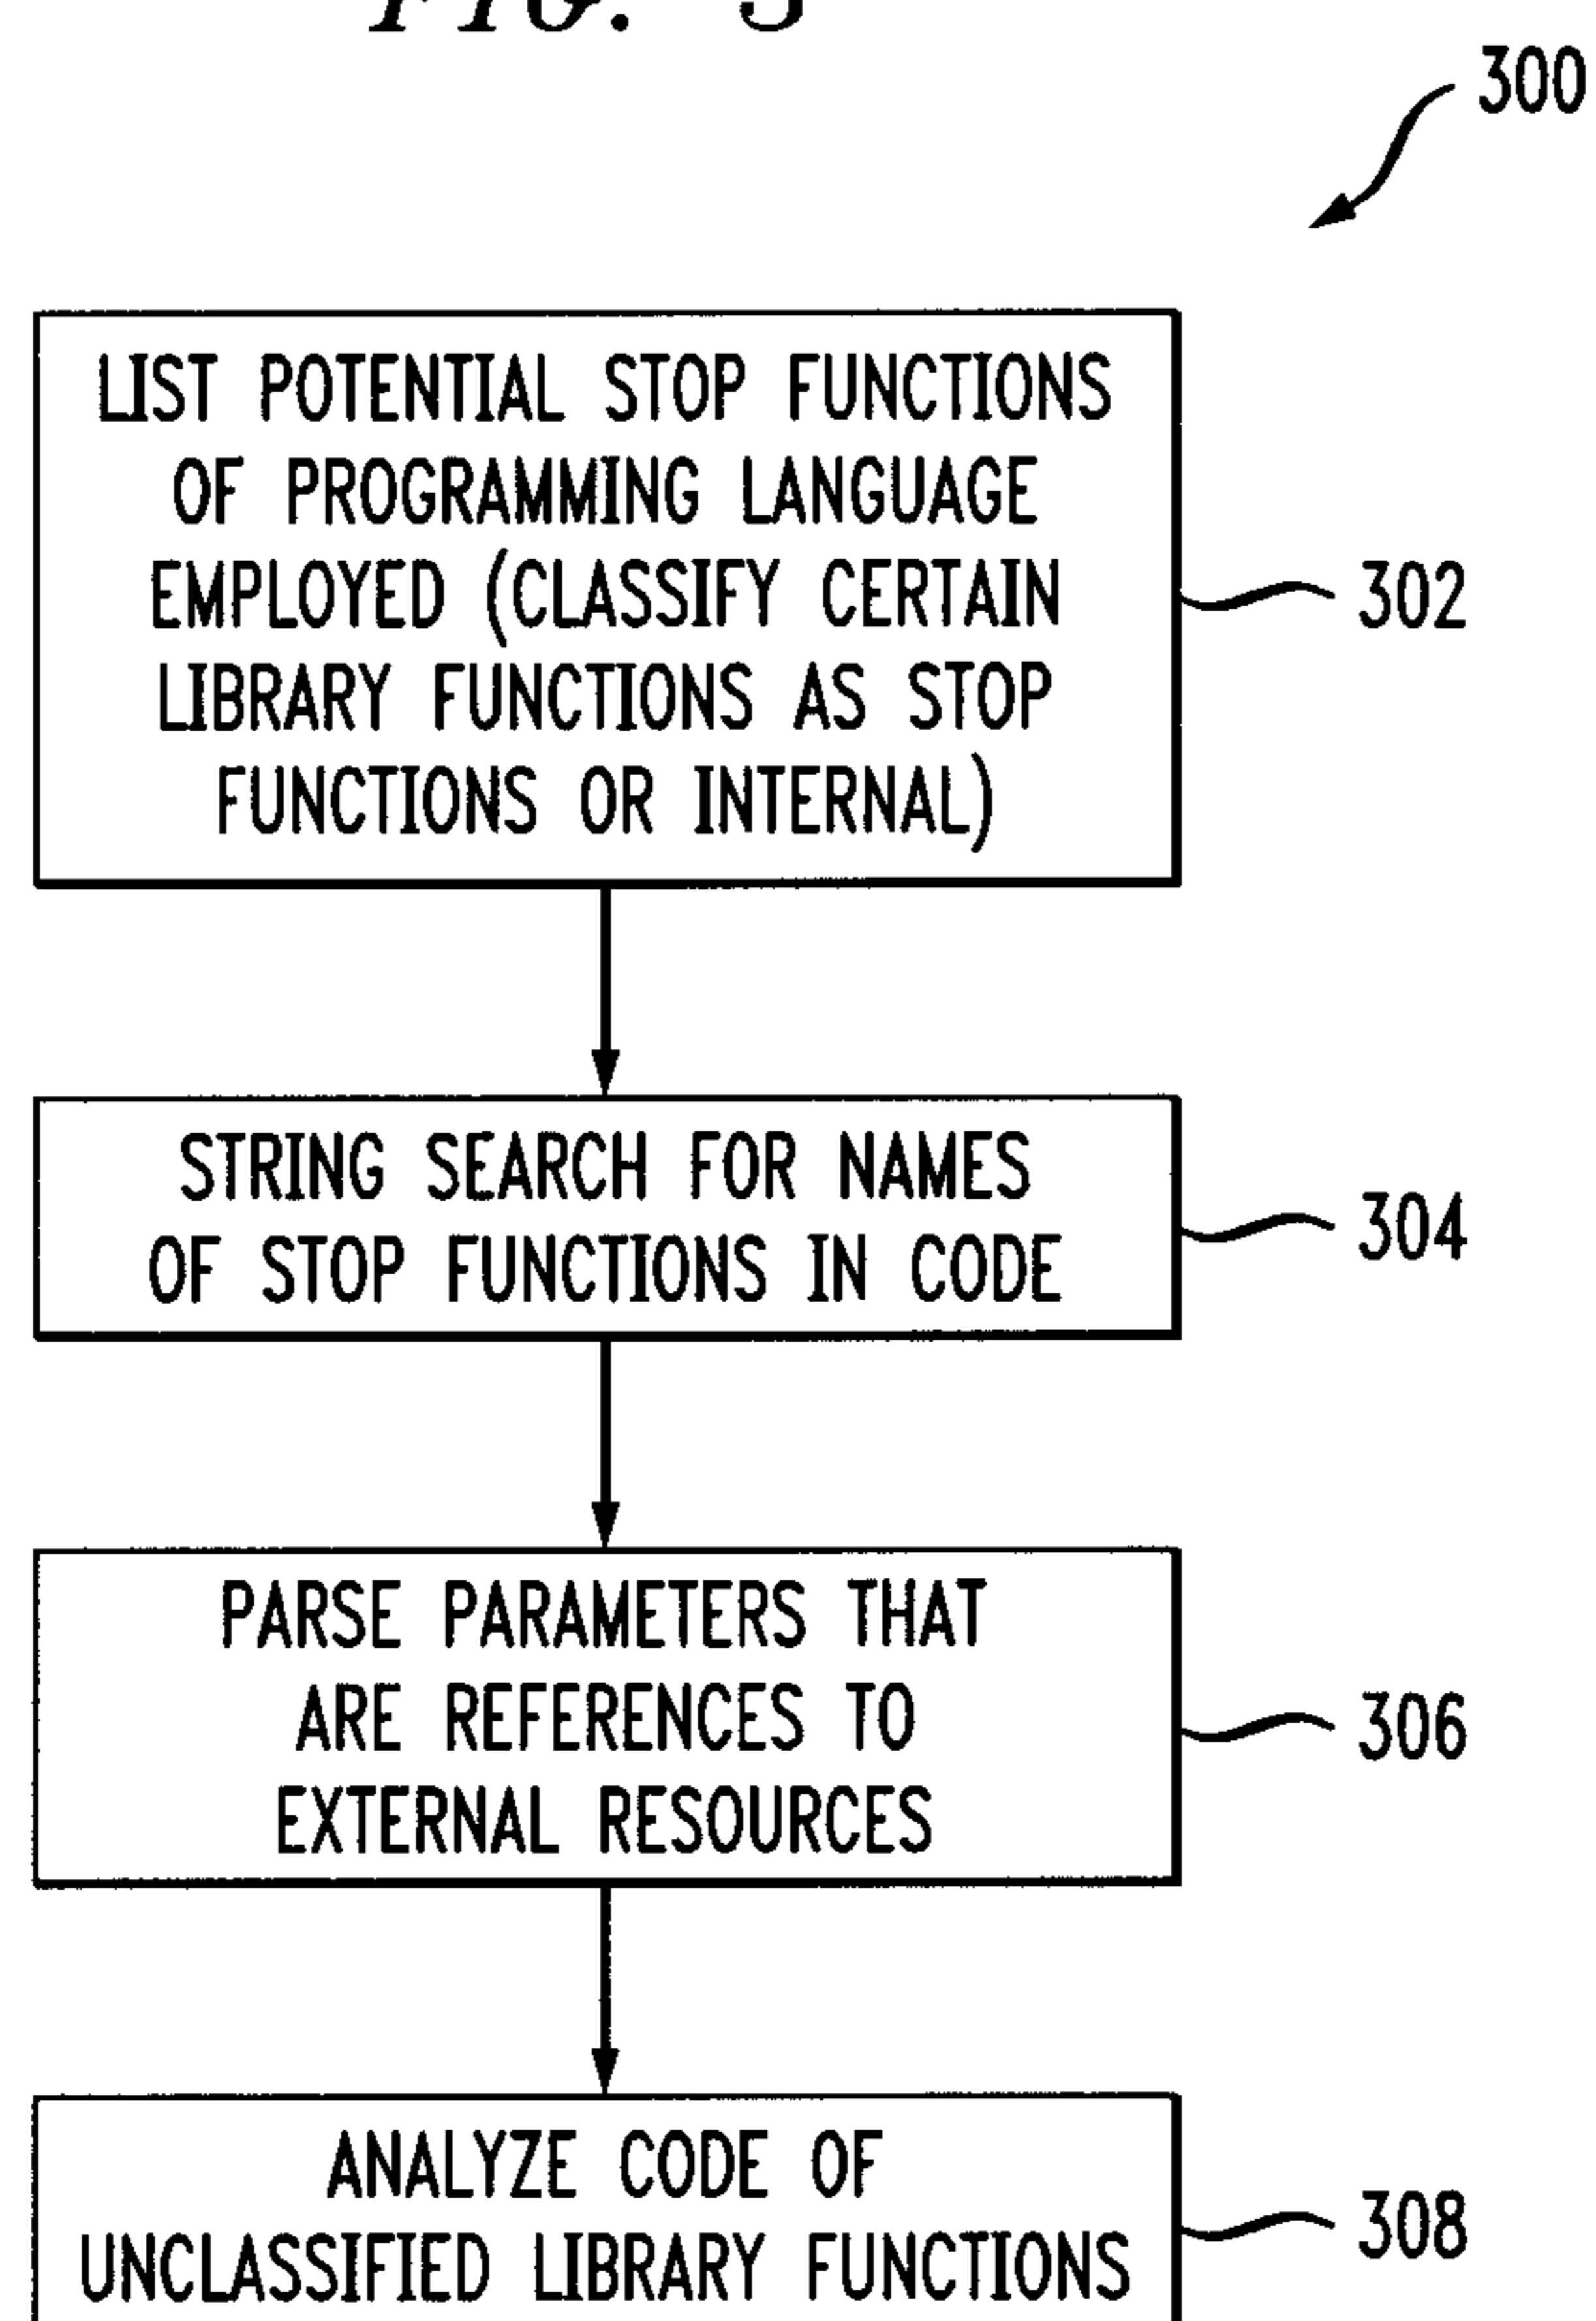 FIG. 3
300
LIST POTENTIAL STOP FUNCTIONS
OF PROGRAMMING LANGUAGE
EMPLOYED (CLASSIFY CERTAIN
LIBRARY FUNCTIONS AS STOP
FUNCTIONS OR INTERNAL)
302
STRING SEARCH FOR NAMES
OF STOP FUNCTIONS IN CODE
304
PARSE PARAMETERS THAT
ARE REFERENCES TO
EXTERNAL RESOURCES
306
ANALYZE CODE OF
UNCLASSIFIED LIBRARY FUNCTIONS
308